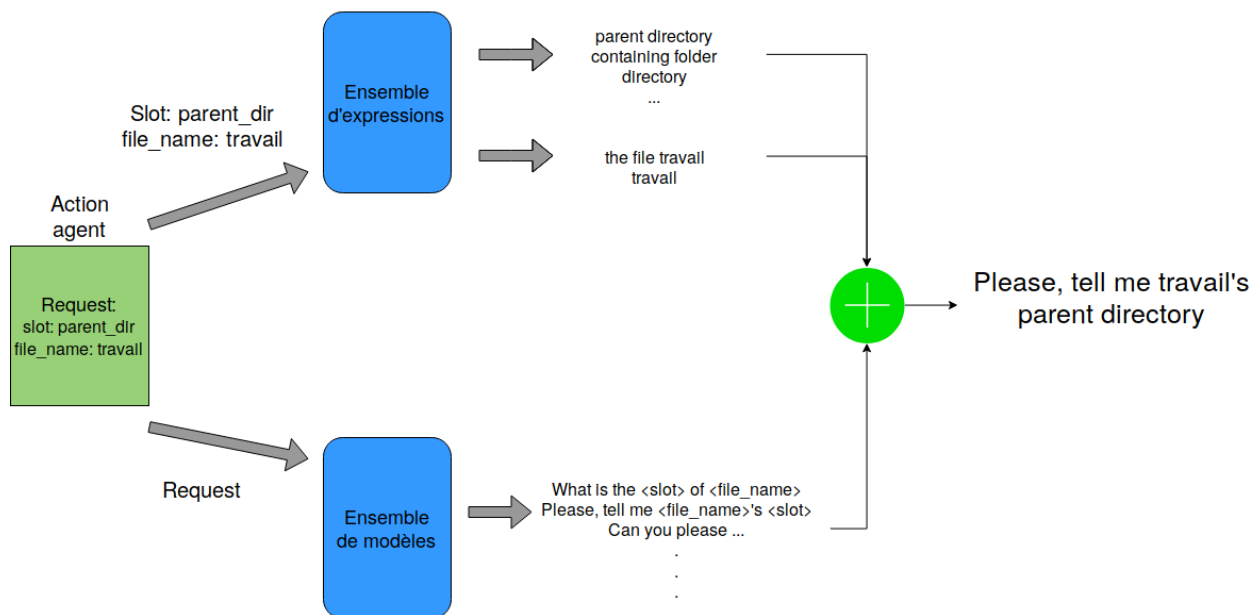 Action
agent
Request:
slot: parent_dir
file_name: travail
Slot: parent_dir
file_name: travail
Ensemble
d'expressions
parent directory
containing folder
directory
...
the file travail
travail
Request
Ensemble
de modèles
What is the <slot> of <file_name>
Please, tell me <file_name>'s <slot>
Can you please ...
.
.
.
Please, tell me travail's
parent directory